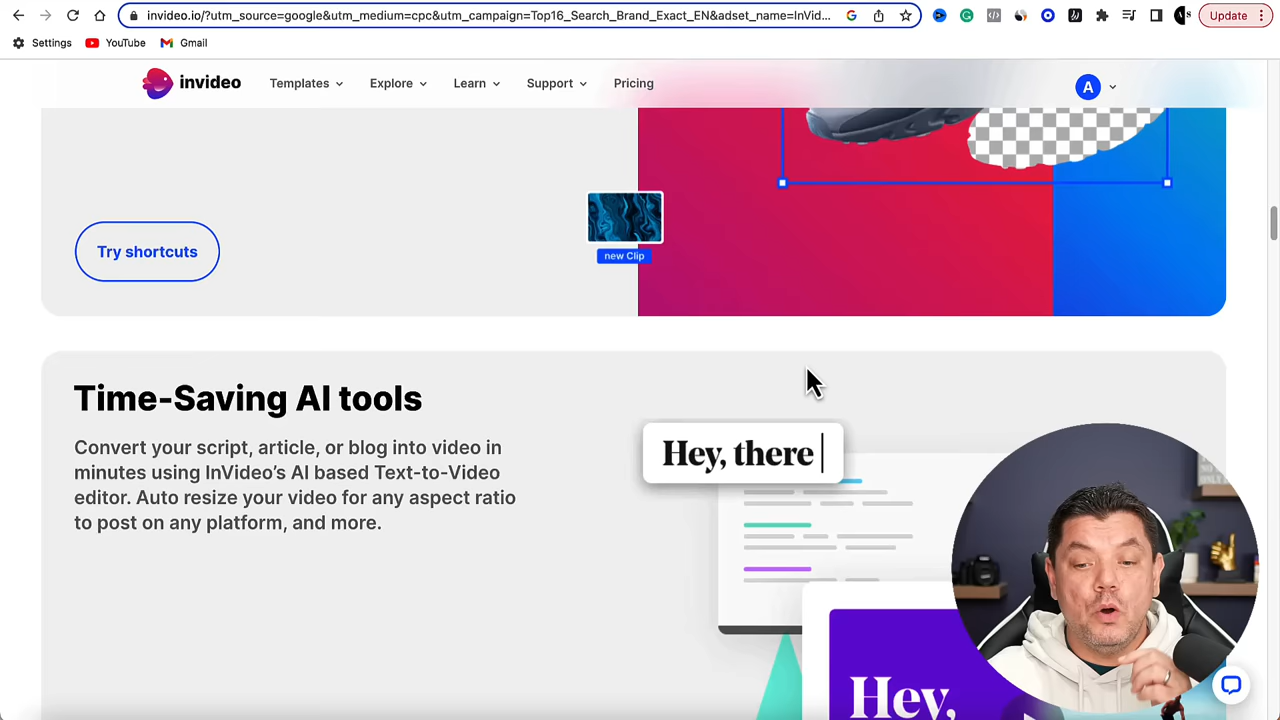 invideo.io/?utm_source=google&utm_medium=cpc&utm_campaign=Top16_Search_Brand_Exact_EN&adset_name=InVid...
Update
Settings YouTube Gmail
invideo Templates Explore Learn Support Pricing A
Try shortcuts
new Clip
Time-Saving AI tools
Convert your script, article, or blog into video in
minutes using InVideo's AI based Text-to-Video
editor. Auto resize your video for any aspect ratio
to post on any platform, and more.
Hey, there
Hey,